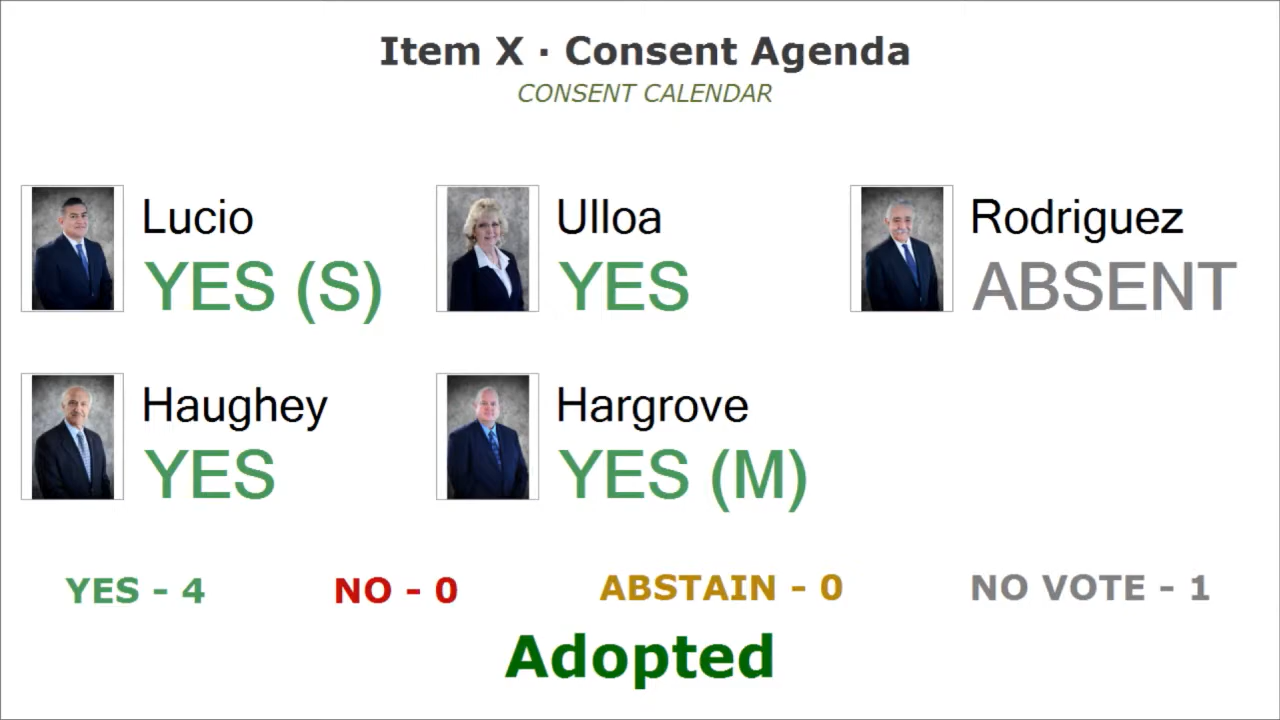 Item X · Consent Agenda
CONSENT CALENDAR
Lucio
YES (S)
Ulloa
YES
Rodriguez
ABSENT
Haughey
YES
Hargrove
YES (M)
YES - 4
NO - 0
ABSTAIN - 0
NO VOTE - 1
Adopted